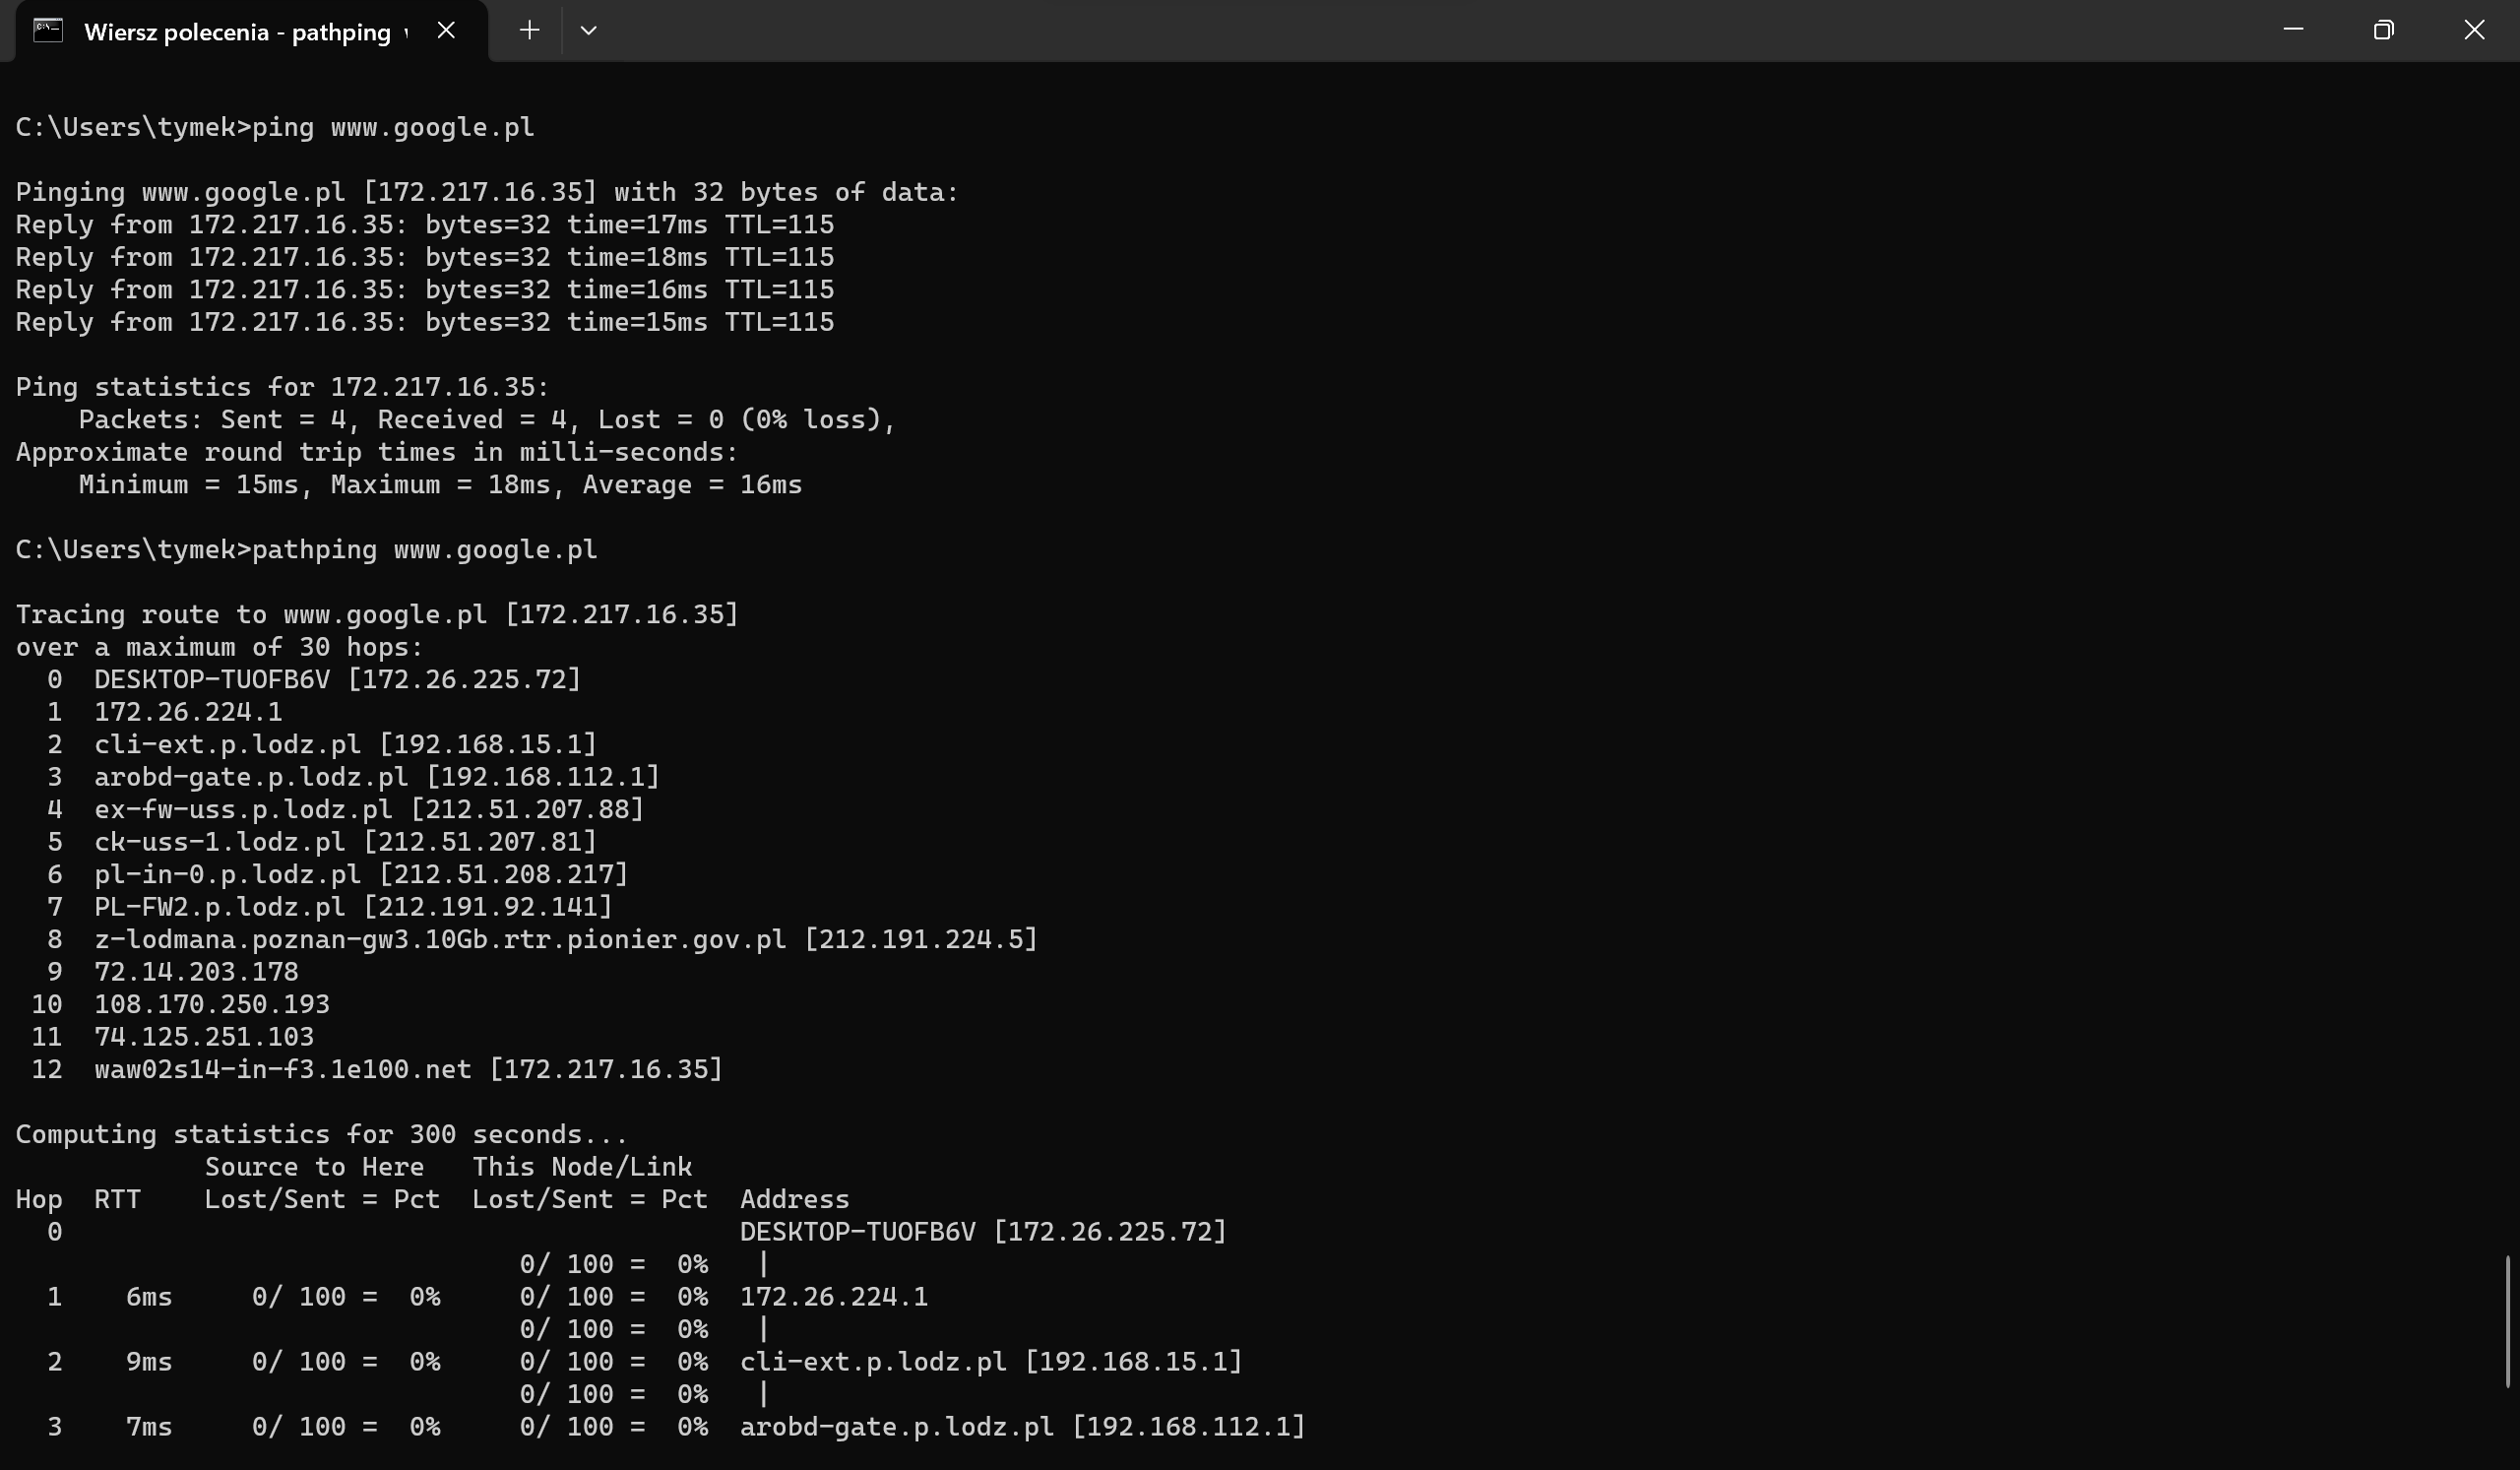 Wiersz polecenia - pathping
C:\Users\tymek>ping www.google.pl
Pinging www.google.pl [172.217.16.35] with 32 bytes of data:
Reply from 172.217.16.35: bytes=32 time=17ms TTL=115
Reply from 172.217.16.35: bytes=32 time=18ms TTL=115
Reply from 172.217.16.35: bytes=32 time=16ms TTL=115
Reply from 172.217.16.35: bytes=32 time=15ms TTL=115
Ping statistics for 172.217.16.35:
    Packets: Sent = 4, Received = 4, Lost = 0 (0% loss),
Approximate round trip times in milli-seconds:
    Minimum = 15ms, Maximum = 18ms, Average = 16ms
C:\Users\tymek>pathping www.google.pl
Tracing route to www.google.pl [172.217.16.35]
over a maximum of 30 hops:
  0  DESKTOP-TUOFB6V [172.26.225.72]
  1  172.26.224.1
  2  cli-ext.p.lodz.pl [192.168.15.1]
  3  arobd-gate.p.lodz.pl [192.168.112.1]
  4  ex-fw-uss.p.lodz.pl [212.51.207.88]
  5  ck-uss-1.lodz.pl [212.51.207.81]
  6  pl-in-0.p.lodz.pl [212.51.208.217]
  7  PL-FW2.p.lodz.pl [212.191.92.141]
  8  z-lodmana.poznan-gw3.10Gb.rtr.pionier.gov.pl [212.191.224.5]
  9  72.14.203.178
 10  108.170.250.193
 11  74.125.251.103
 12  waw02s14-in-f3.1e100.net [172.217.16.35]
Computing statistics for 300 seconds...
            Source to Here   This Node/Link
Hop  RTT    Lost/Sent = Pct  Lost/Sent = Pct  Address
  0                                           DESKTOP-TUOFB6V [172.26.225.72]
                                0/ 100 =  0%   |
  1    6ms     0/ 100 =  0%     0/ 100 =  0%  172.26.224.1
                                0/ 100 =  0%   |
  2    9ms     0/ 100 =  0%     0/ 100 =  0%  cli-ext.p.lodz.pl [192.168.15.1]
                                0/ 100 =  0%   |
  3    7ms     0/ 100 =  0%     0/ 100 =  0%  arobd-gate.p.lodz.pl [192.168.112.1]